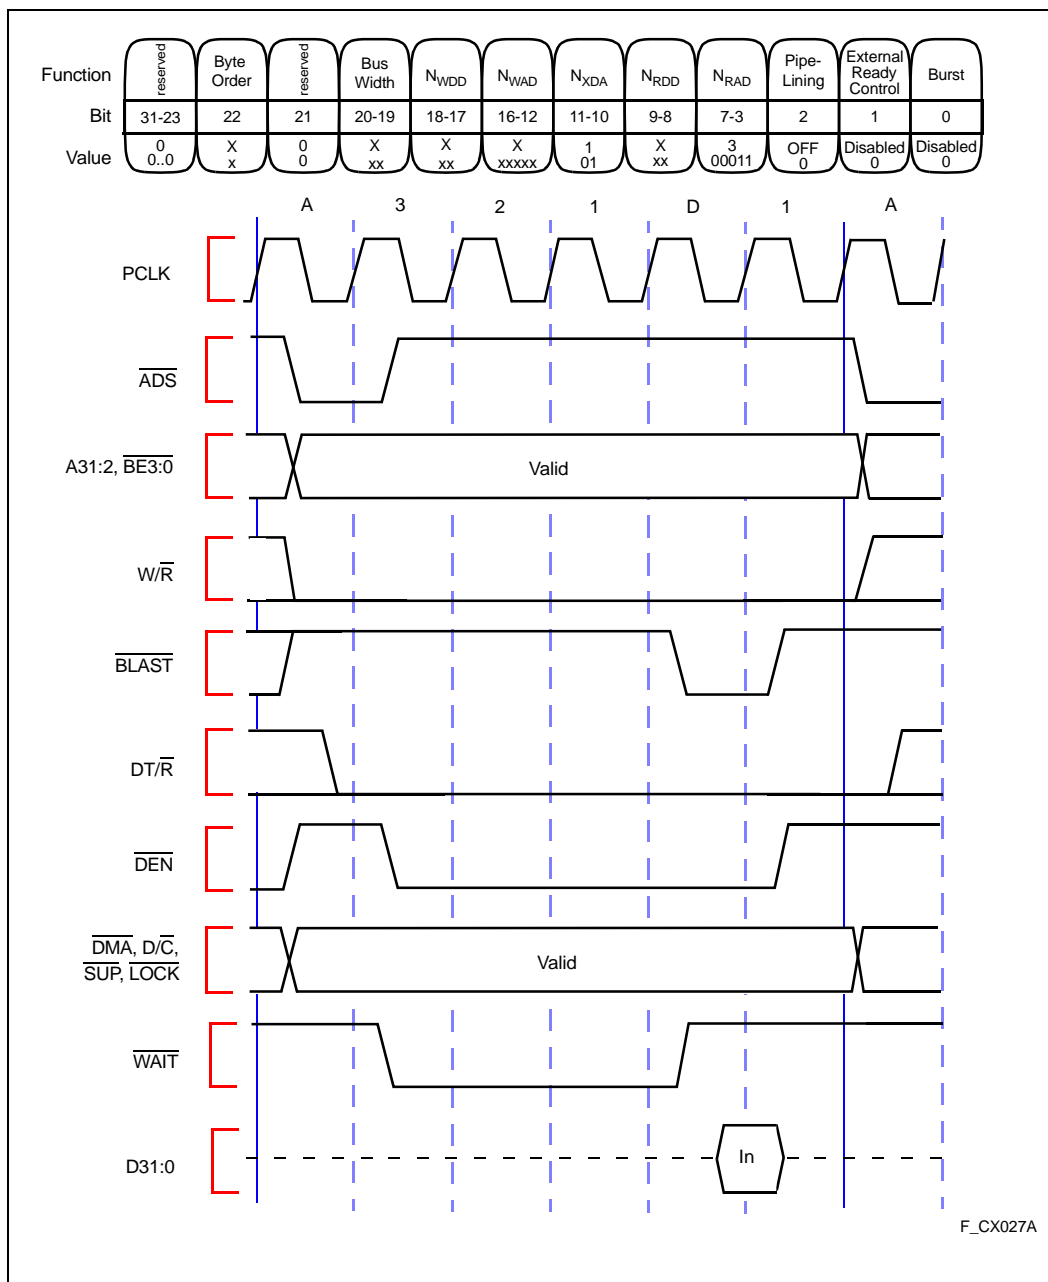 Function reserved Byte Order reserved Bus Width NWDD NWAD NXDA NRDD NRAD Pipe-Lining External Ready Control Burst
Bit 31-23 22 21 20-19 18-17 16-12 11-10 9-8 7-3 2 1 0
Value 0 X 0 X X X 1 X 3 OFF Disabled Disabled
0..0 x 0 xx xx xxxxx 01 xx 00011 0 0 0
A 3 2 1 D 1 A
PCLK
ADS
A31:2, BE3:0
Valid
W/R
BLAST
DT/R
DEN
DMA, D/C,
SUP, LOCK
Valid
WAIT
D31:0
In
F_CX027A